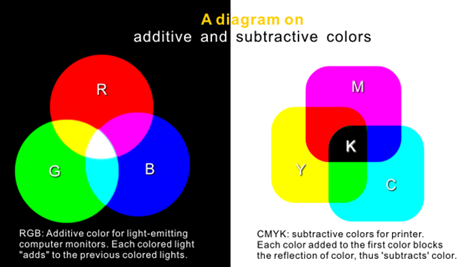 A diagram on
additive and subtractive colors
R
G
B
RGB: Additive color for light-emitting
computer monitors. Each colored light
"adds" to the previous colored lights.
M
Y
K
C
CMYK: subtractive colors for printer.
Each color added to the first color blocks
the reflection of color, thus 'subtracts' color.